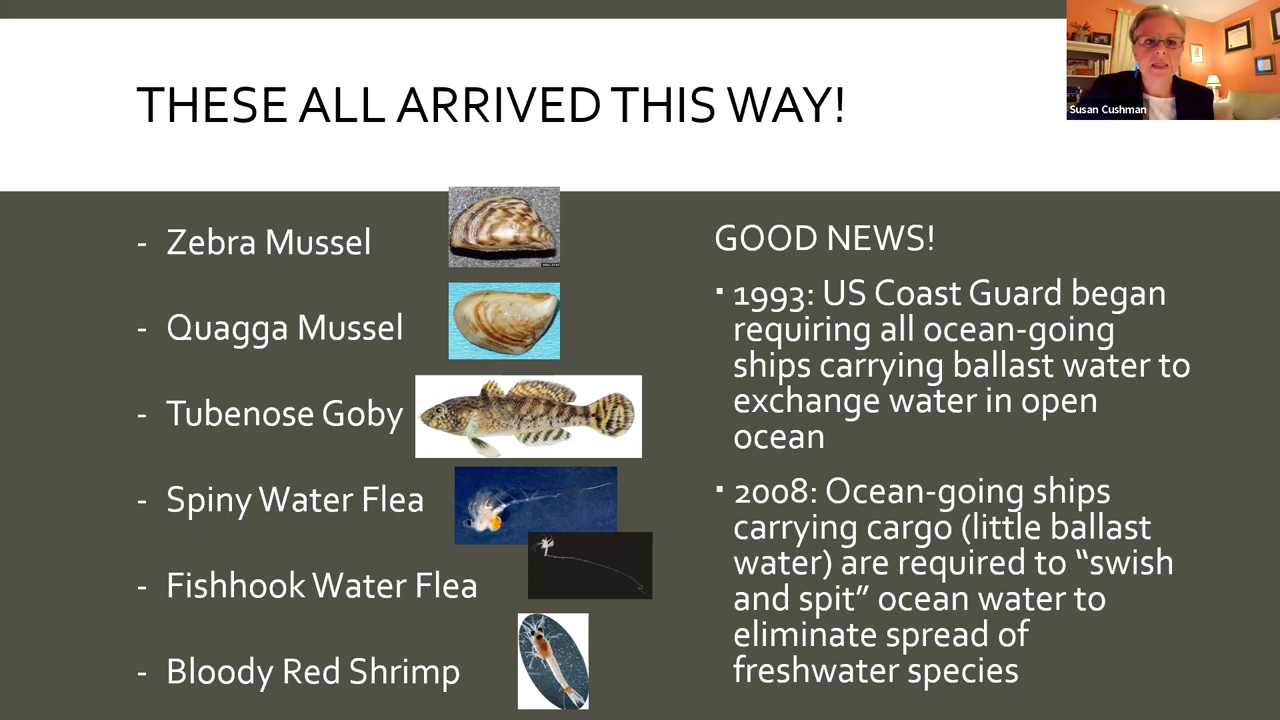 THESE ALL ARRIVED THIS WAY!
Susan Cushman
- Zebra Mussel
- Quagga Mussel
- Tubenose Goby
- Spiny Water Flea
- Fishhook Water Flea
- Bloody Red Shrimp
GOOD NEWS!
▪ 1993: US Coast Guard began
requiring all ocean-going
ships carrying ballast water to
exchange water in open
ocean
▪ 2008: Ocean-going ships
carrying cargo (little ballast
water) are required to “swish
and spit” ocean water to
eliminate spread of
freshwater species